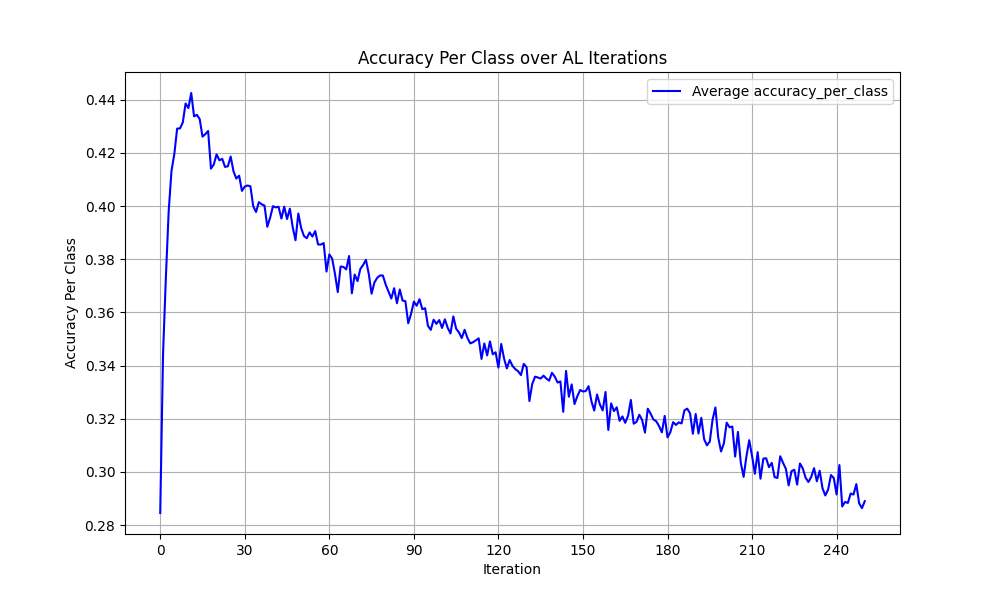 Accuracy Per Class over AL Iterations
Average accuracy_per_class
Accuracy Per Class
0.44
0.42
0.40
0.38
0.36
0.34
0.32
0.30
0.28
0 30 60 90 120 150 180 210 240
Iteration